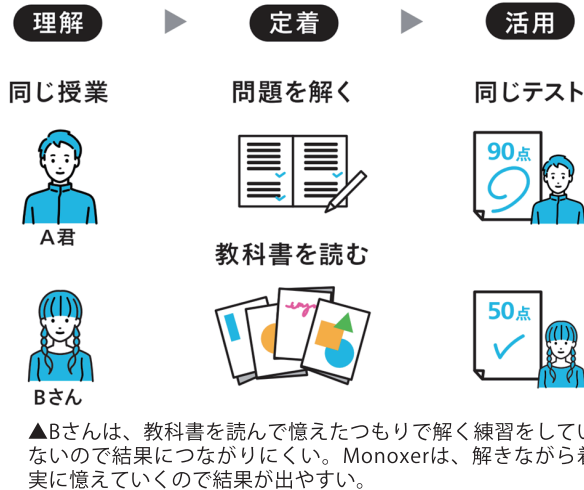 理解 ▶ 定着 ▶ 活用
同じ授業 問題を解く 同じテスト
90点
A君
教科書を読む
50点
Bさん
▲Bさんは、教科書を読んで憶えたつもりで解く練習をしてい
ないので結果につながりにくい。Monoxerは、解きながら着
実に憶えていくので結果が出やすい。